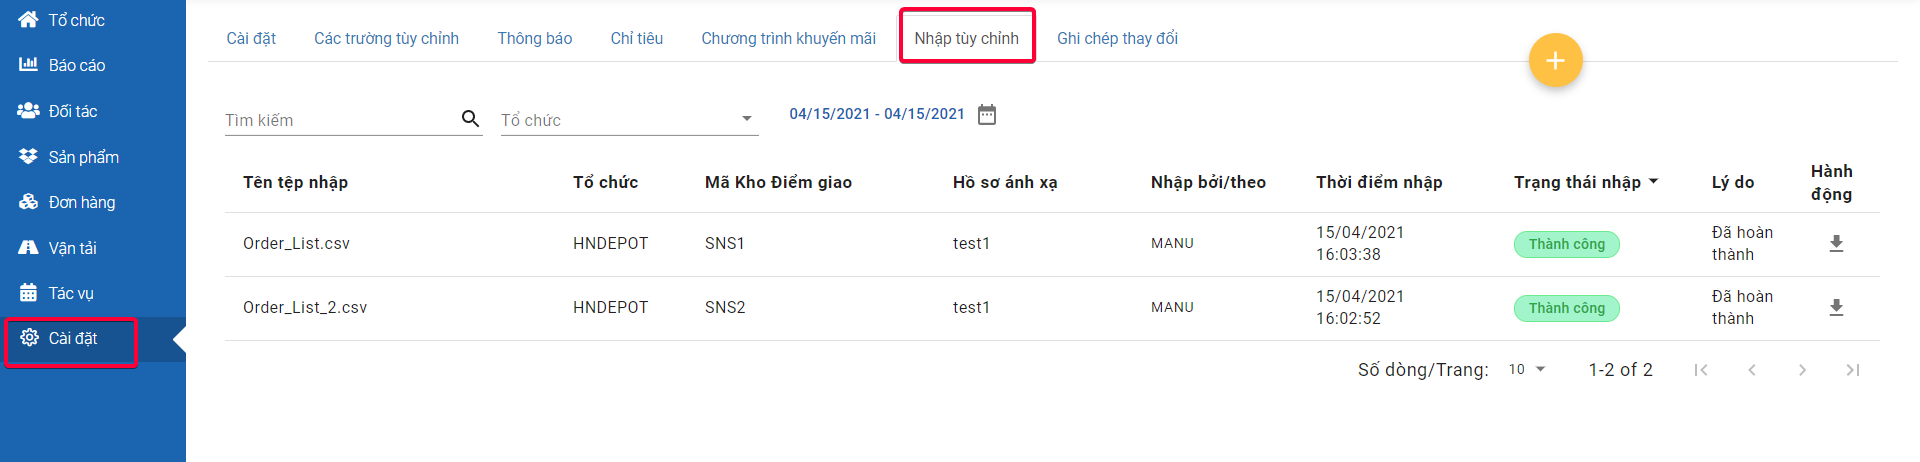 Tổ chức
Báo cáo
Đối tác
Sản phẩm
Đơn hàng
Vận tải
Tác vụ
Cài đặt
Cài đặt Các trường tùy chỉnh Thông báo Chỉ tiêu Chương trình khuyến mãi Nhập tùy chỉnh Ghi chép thay đổi
+
Tìm kiếm Tổ chức 04/15/2021 - 04/15/2021
Tên tệp nhập Tổ chức Mã Kho Điểm giao Hồ sơ ánh xạ Nhập bởi/theo Thời điểm nhập Trạng thái nhập Lý do Hành
động
Order_List.csv HNDEPOT SNS1 test1 MANU 15/04/2021
16:03:38 Thành công Đã hoàn
thành
Order_List_2.csv HNDEPOT SNS2 test1 MANU 15/04/2021
16:02:52 Thành công Đã hoàn
thành
Số dòng/Trang: 10 1-2 of 2